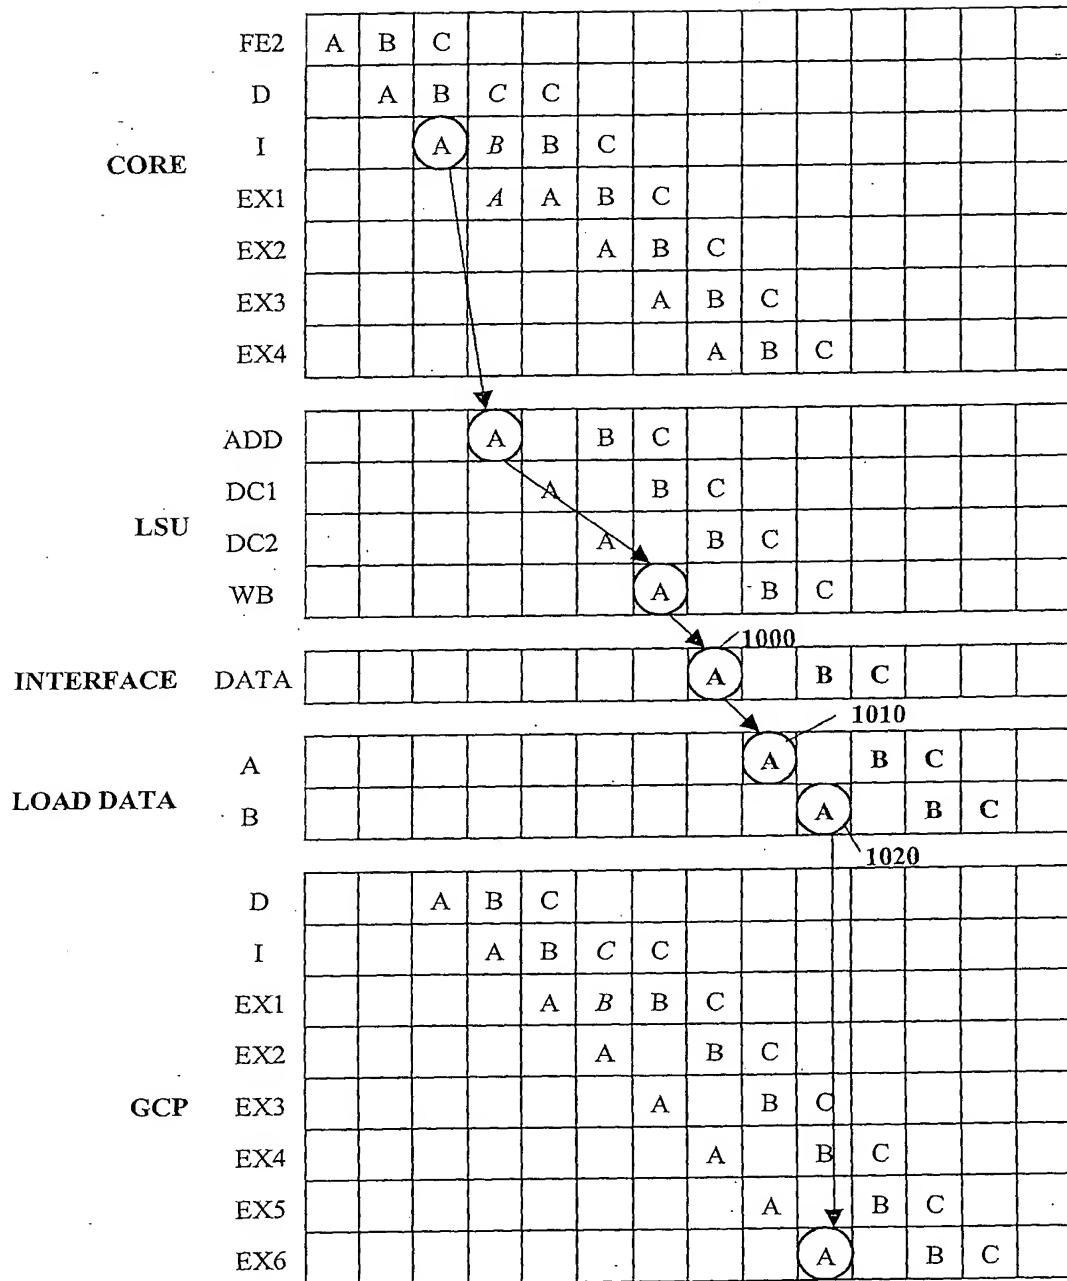 FE2 A B C
D A B C C
CORE I A B B C
EX1 A A B C
EX2 A B C
EX3 A B C
EX4 A B C
ADD A B C
DC1 A B C
LSU DC2 A B C
WB A B C
1000
INTERFACE DATA A B C
1010
A A B C
LOAD DATA
B A B C
1020
D A B C
I A B C C
EX1 A B B C
EX2 A B C
GCP EX3 A B C
EX4 A B C
EX5 A B C
EX6 A B C